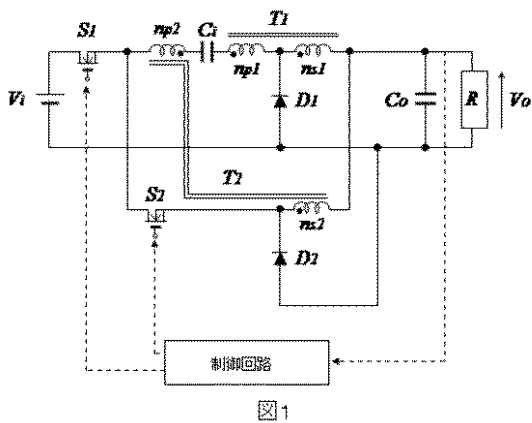 S1
np2
Ci
T1
np1
ns1
Vi
D1
Co
R
Vo
T2
S2
ns2
D2
制御回路
図1